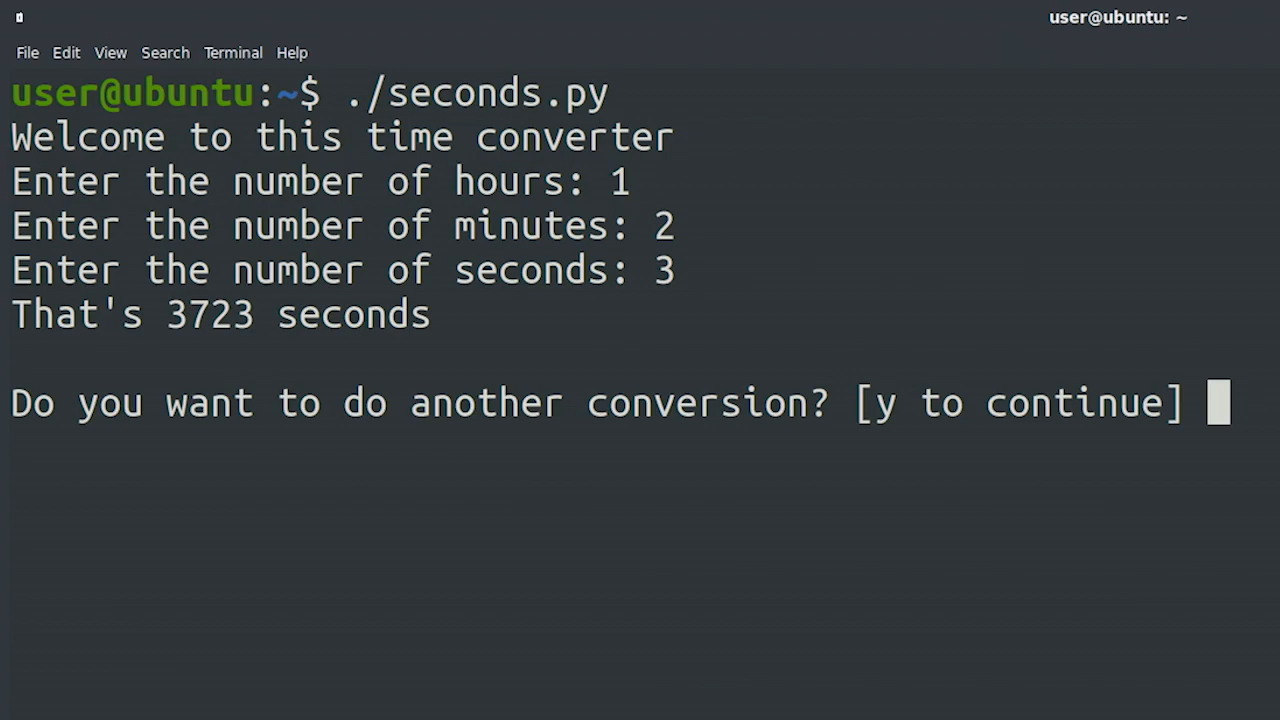 user@ubuntu: ~
File Edit View Search Terminal Help
user@ubuntu:~$ ./seconds.py
Welcome to this time converter
Enter the number of hours: 1
Enter the number of minutes: 2
Enter the number of seconds: 3
That's 3723 seconds
Do you want to do another conversion? [y to continue]